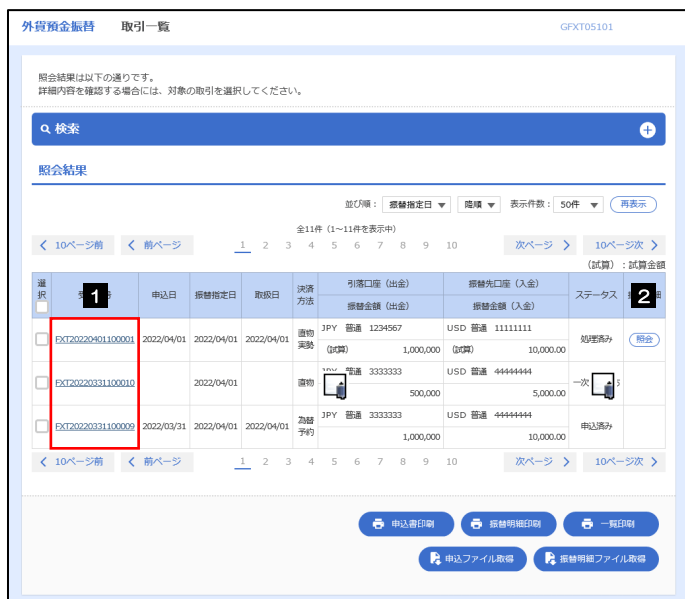 外貨預金振替 取引一覧 GFXT05101
照会結果は以下の通りです。
詳細内容を確認する場合には、対象の取引を選択してください。
検索
照会結果
並び順： 振替指定日 ▼ 降順 ▼ 表示件数： 50件 ▼ 再表示
全11件（1～11件を表示中）
10ページ前 前ページ 1 2 3 4 5 6 7 8 9 10 次ページ 10ページ次
（試算）：試算金額
選択 1 申込日 振替指定日 取扱日 決済方法 引落口座（出金） 振替先口座（入金） ステータス 2
振替金額（出金） 振替金額（入金）
FXT20220401100001 2022/04/01 2022/04/01 2022/04/01 直物実勢 JPY 普通 1234567 USD 普通 11111111 処理済み 照会
（試算） 1,000,000 （試算） 10,000.00
FXT20220331100010 2022/04/01 直物 普通 3333333 USD 普通 44444444 一次
500,000 5,000.00
FXT20220331100009 2022/03/31 2022/04/01 2022/04/01 為替予約 JPY 普通 3333333 USD 普通 44444444 申込済み
1,000,000 10,000.00
10ページ前 前ページ 1 2 3 4 5 6 7 8 9 10 次ページ 10ページ次
申込書印刷 振替明細印刷 一覧印刷
申込ファイル取得 振替明細ファイル取得